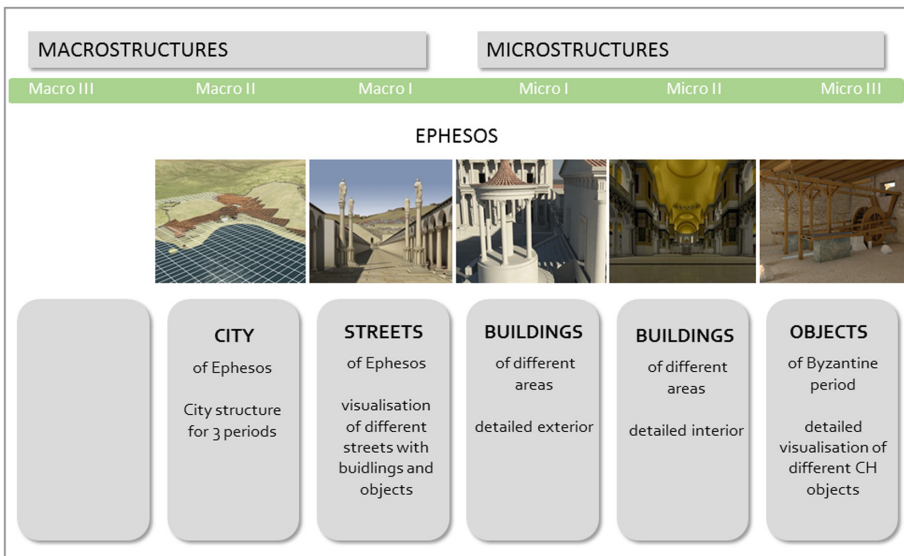 MACROSTRUCTURES
MICROSTRUCTURES
Macro III
Macro II
Macro I
Micro I
Micro II
Micro III
EPHESOS
CITY
of Ephesos
City structure
for 3 periods
STREETS
of Ephesos
visualisation
of different
streets with
buidlings and
objects
BUILDINGS
of different
areas
detailed exterior
BUILDINGS
of different
areas
detailed interior
OBJECTS
of Byzantine
period
detailed
visualisation of
different CH
objects